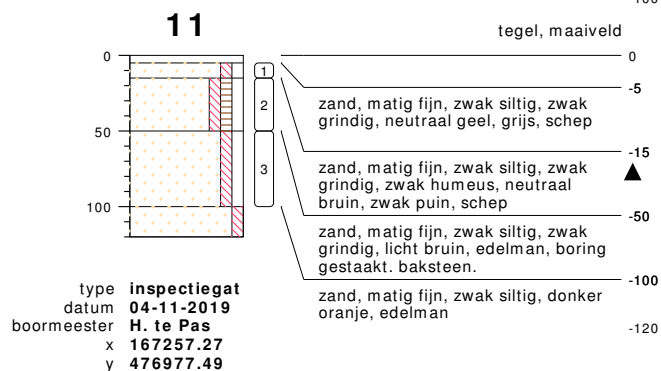 -100
11
tegel, maaiveld
0
0
-5
1
zand, matig fijn, zwak siltig, zwak
grindig, neutraal geel, grijs, schep
2
50
-15
3
zand, matig fijn, zwak siltig, zwak
grindig, zwak humeus, neutraal
bruin, zwak puin, schep
-50
100
zand, matig fijn, zwak siltig, zwak
grindig, licht bruin, edelman, boring
gestaakt. baksteen.
-100
zand, matig fijn, zwak siltig, donker
oranje, edelman
-120
type inspectiegat
datum 04-11-2019
boormeester H. te Pas
x 167257.27
y 476977.49